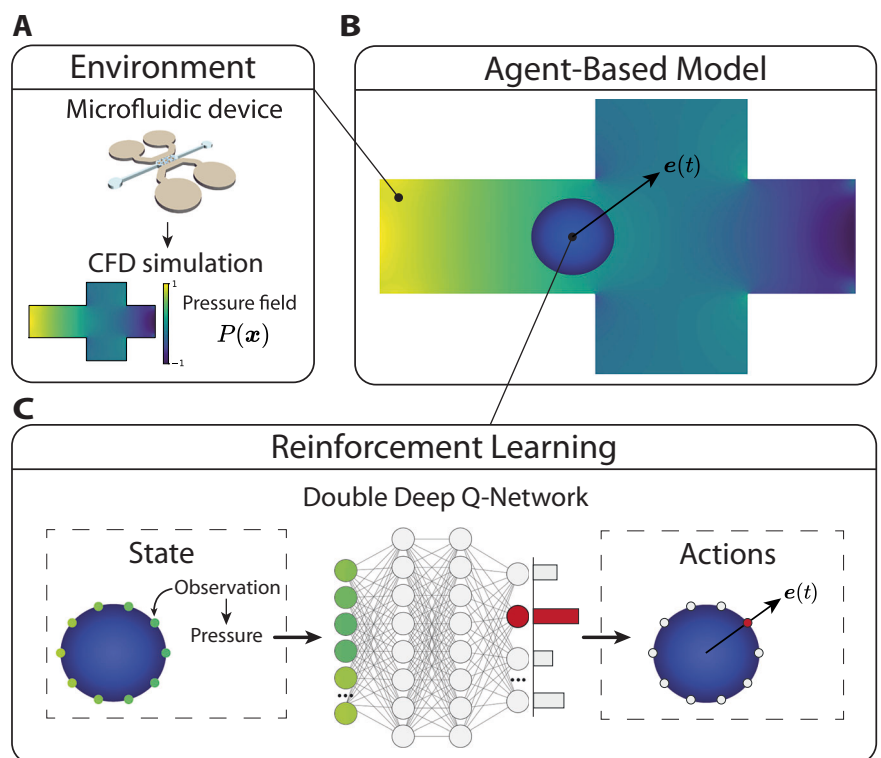 A
Environment
Microfluidic device
CFD simulation
1
Pressure field
P(x)
−1
B
Agent-Based Model
e(t)
C
Reinforcement Learning
Double Deep Q-Network
State
Observation
Pressure
...
...
Actions
e(t)